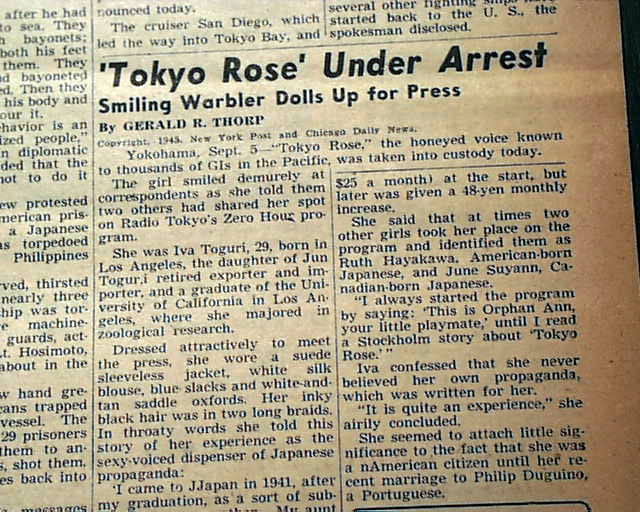 after he had
to sea. They
bayonets;
both his feet
them. They
bayoneted
ed. Then they
his body and
our it.
havior is an
ized people,"
n diplomatic
ded that the
not to do it
ew protested
merican pris-
a Japanese
as torpedoed
Philippines
ved, thirsted
nearly three
ship was tor-
machine-
guards, act-
t. Hosimoto,
about in the
w hand gre-
cans trapped
vessel. The
29 prisoners
them to an-
s, shot them,
es back into
messages
nounced today.
The cruiser San Diego, which
led the way into Tokyo Bay, and
several other fighting ships have
started back to the U. S., the
spokesman disclosed.
'Tokyo Rose' Under Arrest
Smiling Warbler Dolls Up for Press
By GERALD R. THORP
Copyright, 1945, New York Post and Chicago Daily News.
Yokohama, Sept. 5—"Tokyo Rose," the honeyed voice known
to thousands of GIs in the Pacific, was taken into custody today.
The girl smiled demurely at
correspondents as she told them
two others had shared her spot
on Radio Tokyo's Zero Hour pro-
gram.
She was Iva Toguri, 29, born in
Los Angeles, the daughter of Jun
Togur,i retired exporter and im-
porter, and a graduate of the Uni-
versity of California in Los An-
geles, where she majored in
zoological research.
Dressed attractively to meet
the press, she wore a suede
sleeveless jacket, white silk
blouse, blue slacks and white-and-
tan saddle oxfords. Her inky
black hair was in two long braids.
In throaty words she told this
story of her experience as the
sexy-voiced dispenser of Japanese
propaganda:
"I came to JJapan in 1941, after
my graduation, as a sort of sub-
My aunt
$25 a month) at the start, but
later was given a 48-yen monthly
increase.
She said that at times two
other girls took her place on the
program and identified them as
Ruth Hayakawa, American-born
Japanese, and June Suyann, Ca-
nadian-born Japanese.
"I always started the program
by saying: 'This is Orphan Ann,
your little playmate,' until I read
a Stockholm story about 'Tokyo
Rose.' "
Iva confessed that she never
believed her own propaganda,
which was written for her.
"It is quite an experience," she
airily concluded.
She seemed to attach little sig-
nificance to the fact that she was
a nAmerican citizen until her re-
cent marriage to Philip Duguino,
a Portuguese.